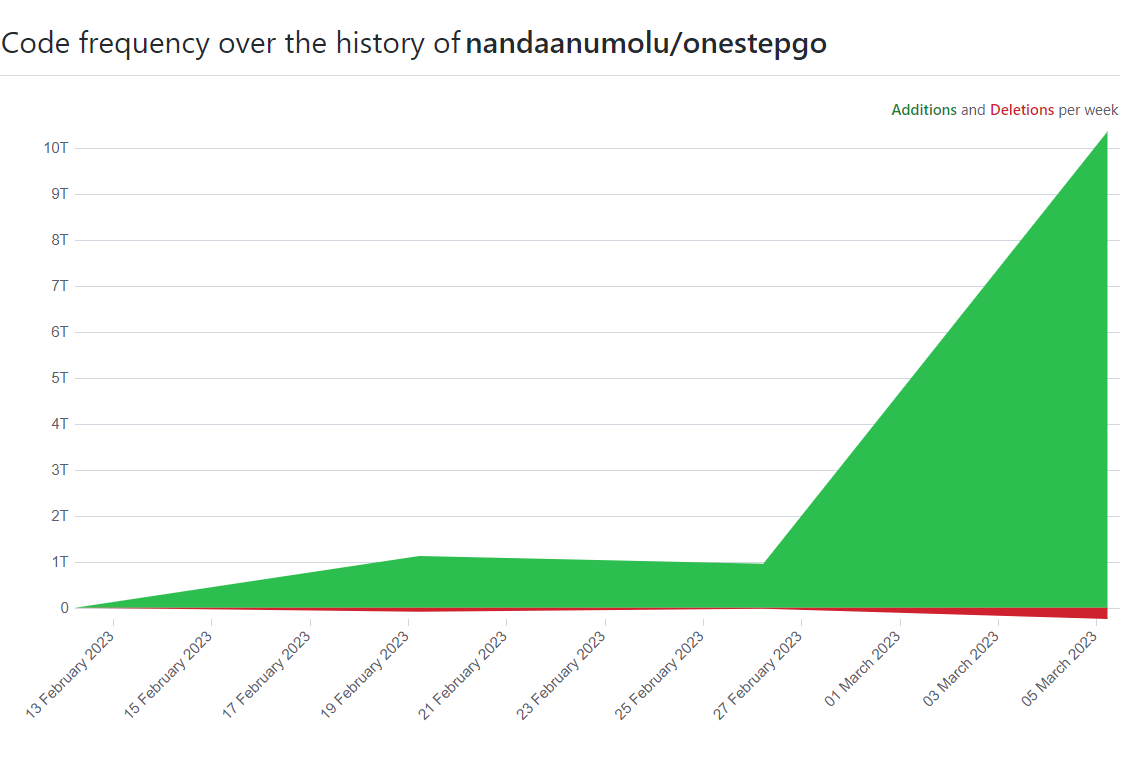 Code frequency over the history of nandaanumolu/onestepgo
Additions and Deletions per week
10T
9T
8T
7T
6T
5T
4T
3T
2T
1T
0
13 February 2023
15 February 2023
17 February 2023
19 February 2023
21 February 2023
23 February 2023
25 February 2023
27 February 2023
01 March 2023
03 March 2023
05 March 2023